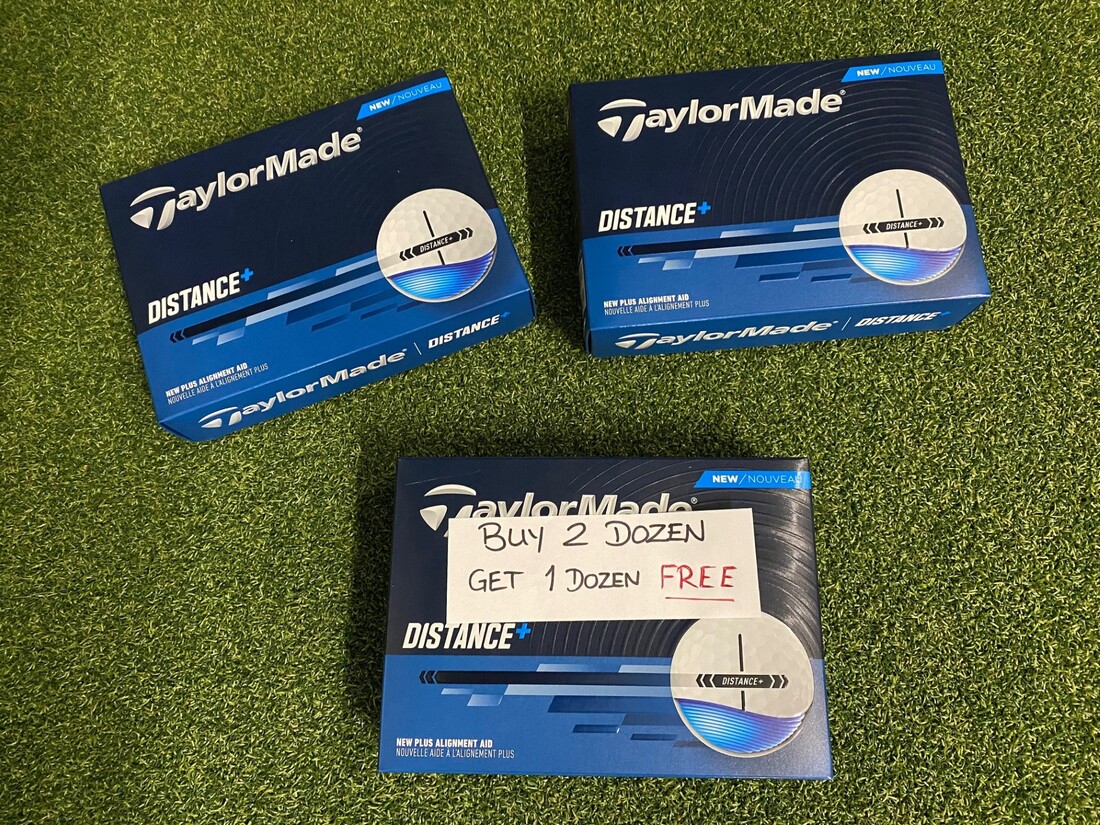 NEW/NOUVEAU
TaylorMade
DISTANCE+
DISTANCE+
NEW PLUS ALIGNMENT AID
NOUVELLE AIDE À L'ALIGNEMENT PLUS
TaylorMade | DISTANCE+
NEW/NOUVEAU
TaylorMade
DISTANCE+
DISTANCE+
NEW PLUS ALIGNMENT AID
NOUVELLE AIDE À L'ALIGNEMENT PLUS
TaylorMade | DISTANCE+
NEW/NOUVEAU
TaylorMade
BUY 2 DOZEN
GET 1 DOZEN FREE
DISTANCE+
DISTANCE+
NEW PLUS ALIGNMENT AID
NOUVELLE AIDE À L'ALIGNEMENT PLUS